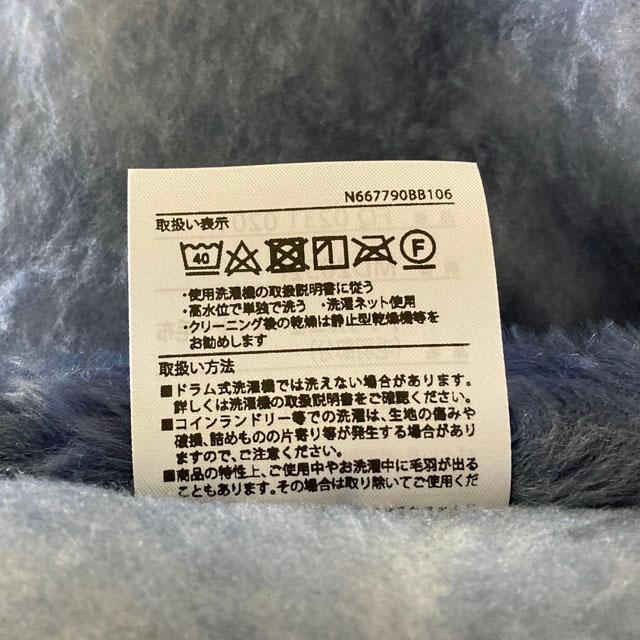 N667790BB106
取扱い表示
40 F
・使用洗濯機の取扱説明書に従う
・高水位で単独で洗う ・洗濯ネット使用
・クリーニング後の乾燥は静止型乾燥機等を
お勧めします
取扱い方法
■ドラム式洗濯機では洗えない場合があります。
詳しくは洗濯機の取扱説明書をご確認ください。
■コインランドリー等での洗濯は、生地の傷みや
破損、詰めものの片寄り等が発生する場合があり
ますので、ご注意ください。
■商品の特性上、ご使用中やお洗濯中に毛羽が出る
こともあります。その場合は取り除いてご使用くだ